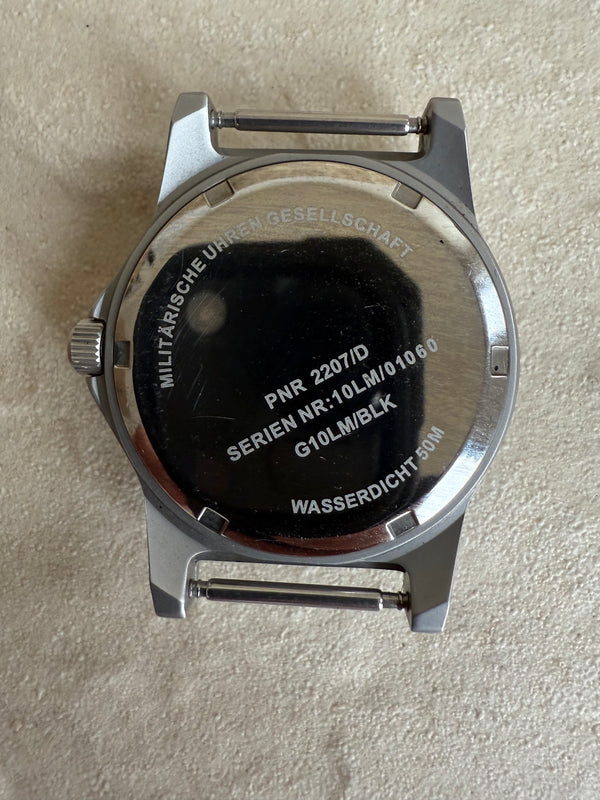 MILITÄRISCHE UHREN GESELLSCHAFT
PNR 2207/D
SERIEN NR:10LM/01060
G10LM/BLK
WASSERDICHT 50M